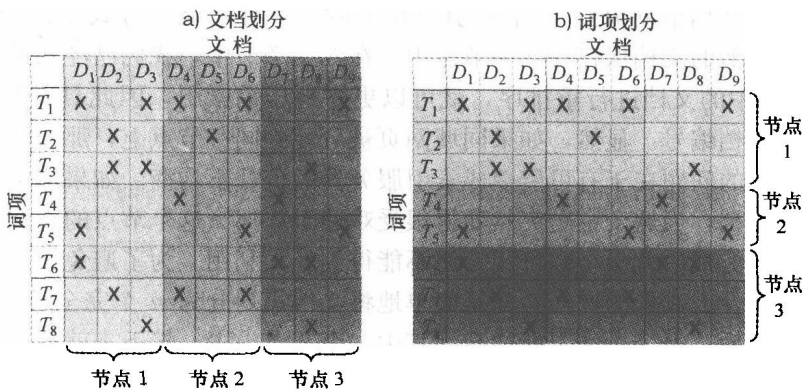 a) 文档划分
文 档
D1 D2 D3 D4 D5 D6 D7 D8 D9
词项
T1 X X X X X
T2 X X
T3 X X X
T4 X X
T5 X X X
T6 X X X
T7 X X X
T8 X X
节点 1 节点 2 节点 3
b) 词项划分
文 档
D1 D2 D3 D4 D5 D6 D7 D8 D9
T1 X X X X X
T2 X X
T3 X X X
节点
1
T4 X X
T5 X X X
节点
2
T6 X X X
T7 X X X
X X
节点
3